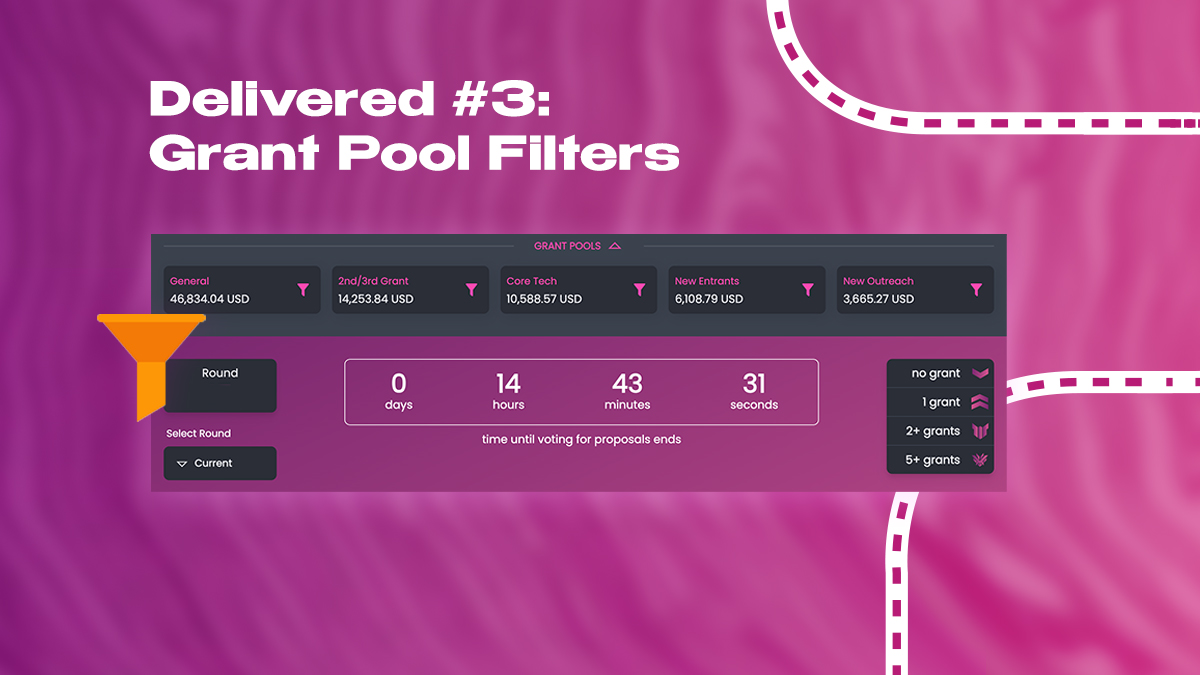 Delivered #3:
Grant Pool Filters
GRANT POOLS
General
46,834.04 USD
2nd/3rd Grant
14,253.84 USD
Core Tech
10,588.57 USD
New Entrants
6,108.79 USD
New Outreach
3,665.27 USD
Round
Select Round
Current
0
days
14
hours
43
minutes
31
seconds
time until voting for proposals ends
no grant
1 grant
2+ grants
5+ grants